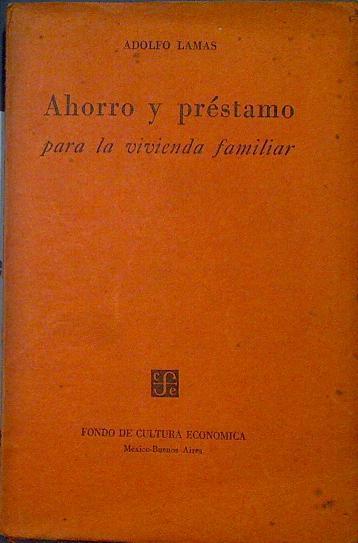 ADOLFO LAMAS
Ahorro y préstamo
para la vivienda familiar
c f e
FONDO DE CULTURA ECONOMICA
México-Buenos Aires